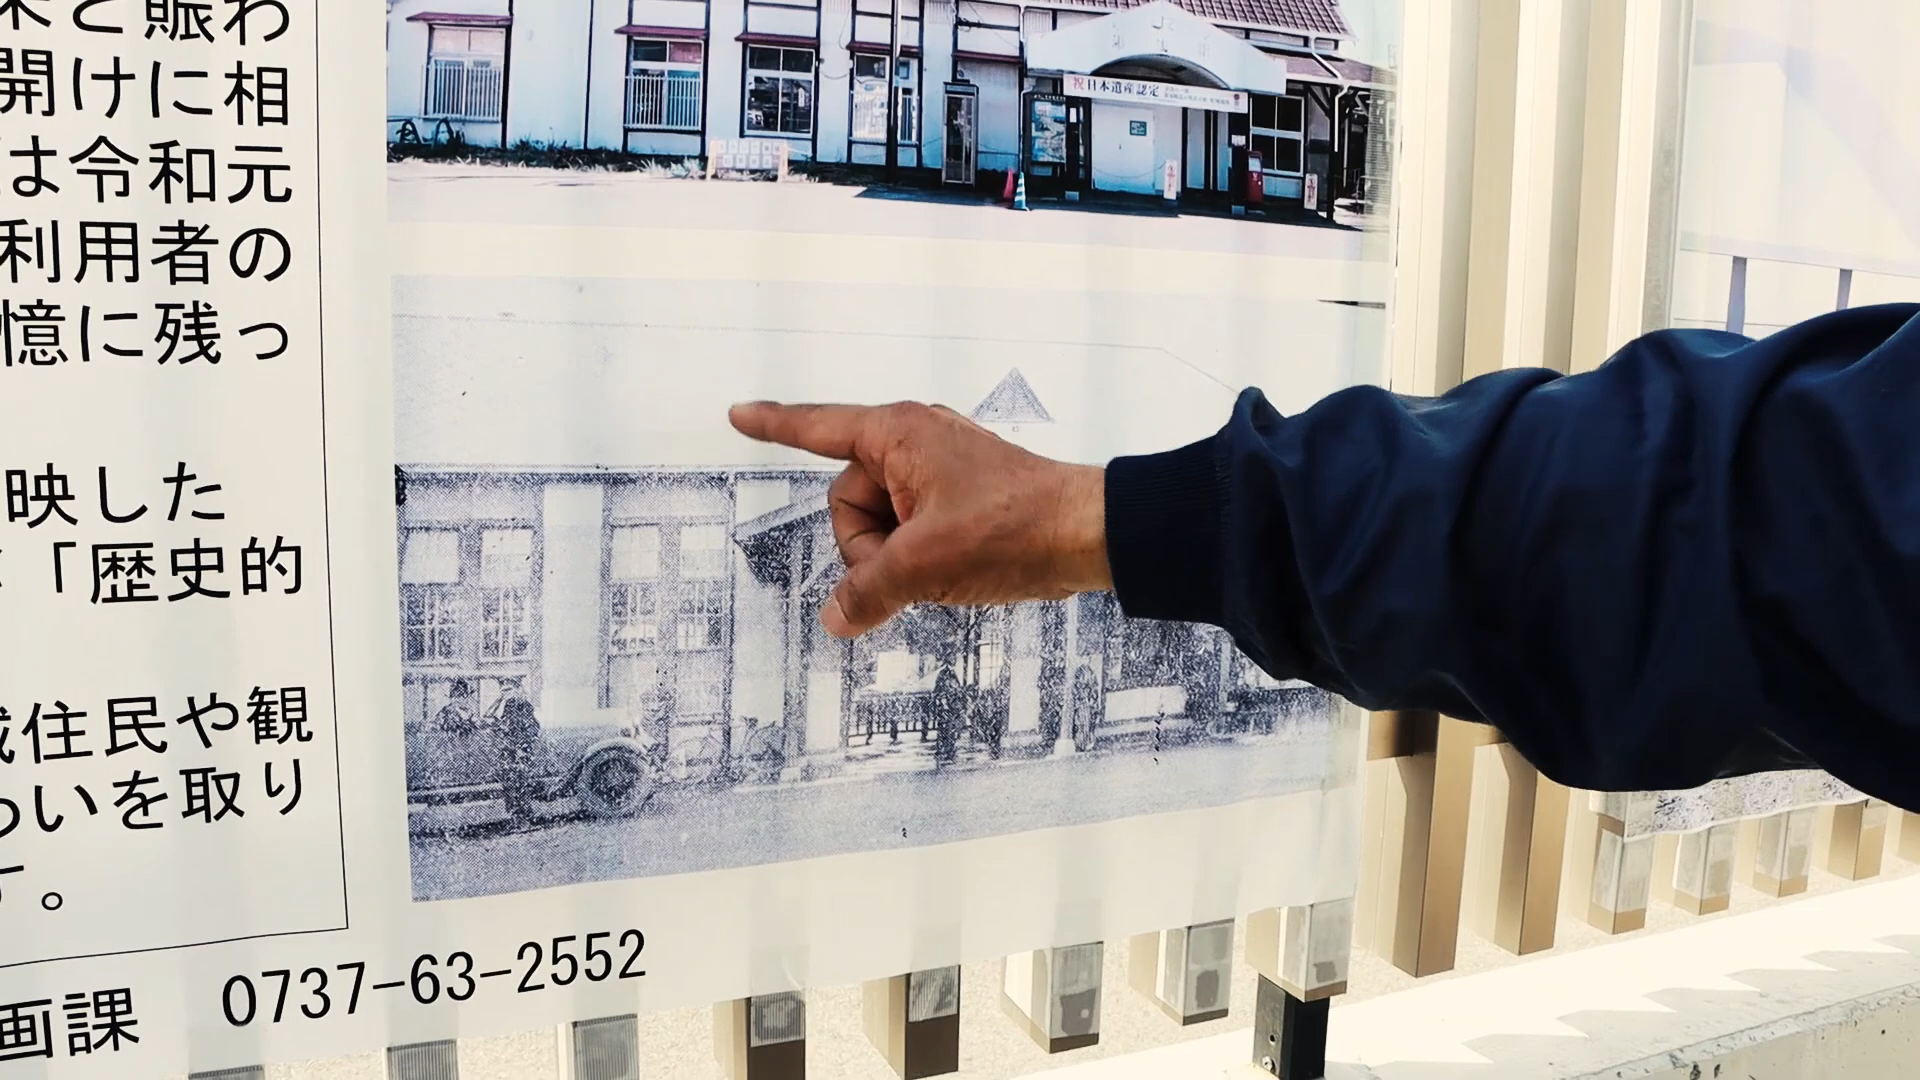 と賑わ
開けに相
は令和元
利用者の
憶に残っ
映した
「歴史的
住民や観
わいを取り
す。
画課 0737-63-2552
祝日本遺産認定